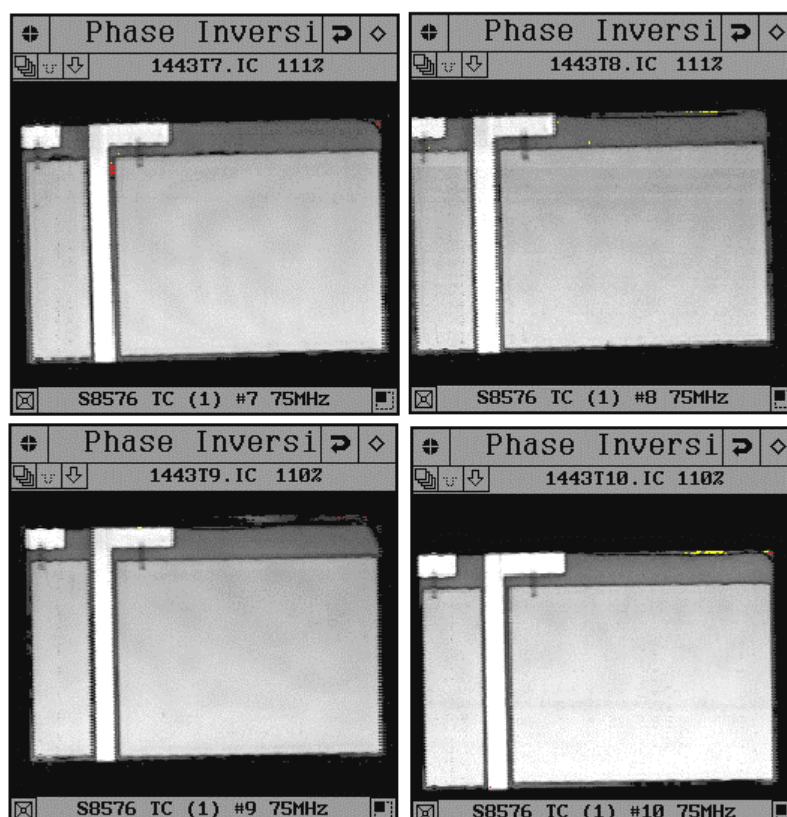 Phase Inversi
1443T7.IC 111%
S8576 TC (1) #7 75MHz
Phase Inversi
1443T8.IC 111%
S8576 TC (1) #8 75MHz
Phase Inversi
1443T9.IC 110%
S8576 TC (1) #9 75MHz
Phase Inversi
1443T10.IC 110%
S8576 TC (1) #10 75MHz